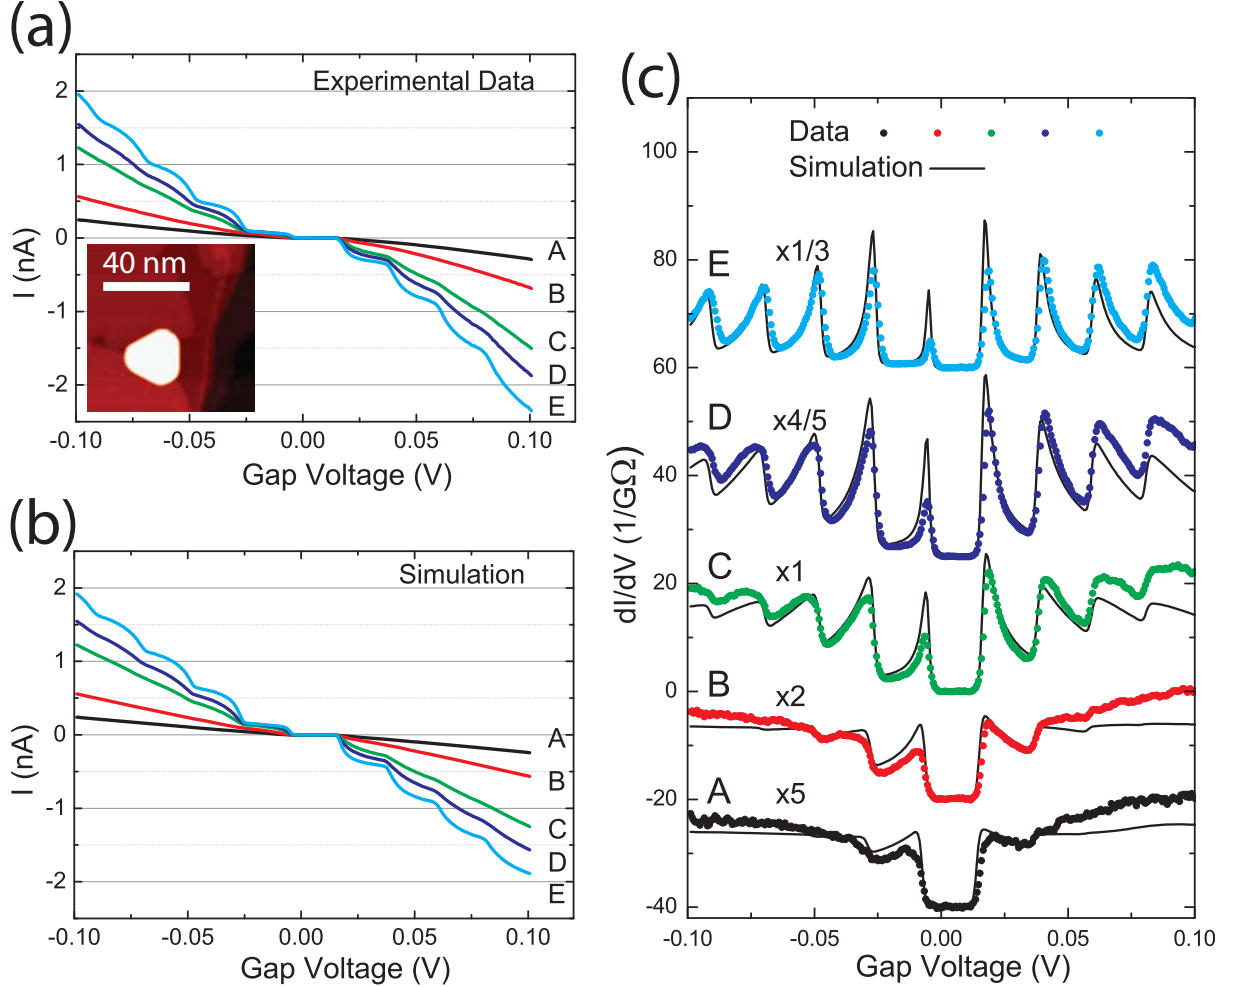 (a)
Experimental Data
2
1
0
-1
-2
I (nA)
40 nm
A
B
C
D
E
-0.10
-0.05
0.00
0.05
0.10
Gap Voltage (V)
(b)
Simulation
2
1
0
-1
-2
I (nA)
A
B
C
D
E
-0.10
-0.05
0.00
0.05
0.10
Gap Voltage (V)
(c)
Data
Simulation
100
80
60
40
20
0
-20
-40
dI/dV (1/GΩ)
E x1/3
D x4/5
C x1
B x2
A x5
-0.10
-0.05
0.00
0.05
0.10
Gap Voltage (V)